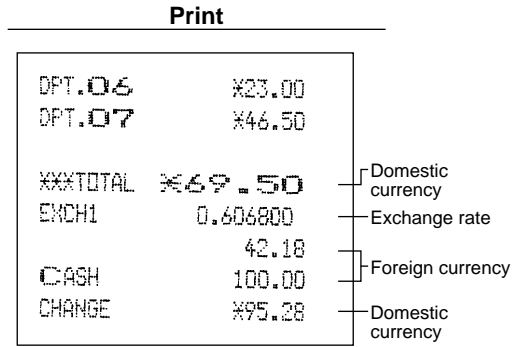 Print
DPT.06 ¥23.00
DPT.07 ¥46.50
***TOTAL ¥69.50
Domestic currency
EXCH1 0.606800
Exchange rate
42.18
Foreign currency
CASH 100.00
CHANGE ¥95.28
Domestic currency